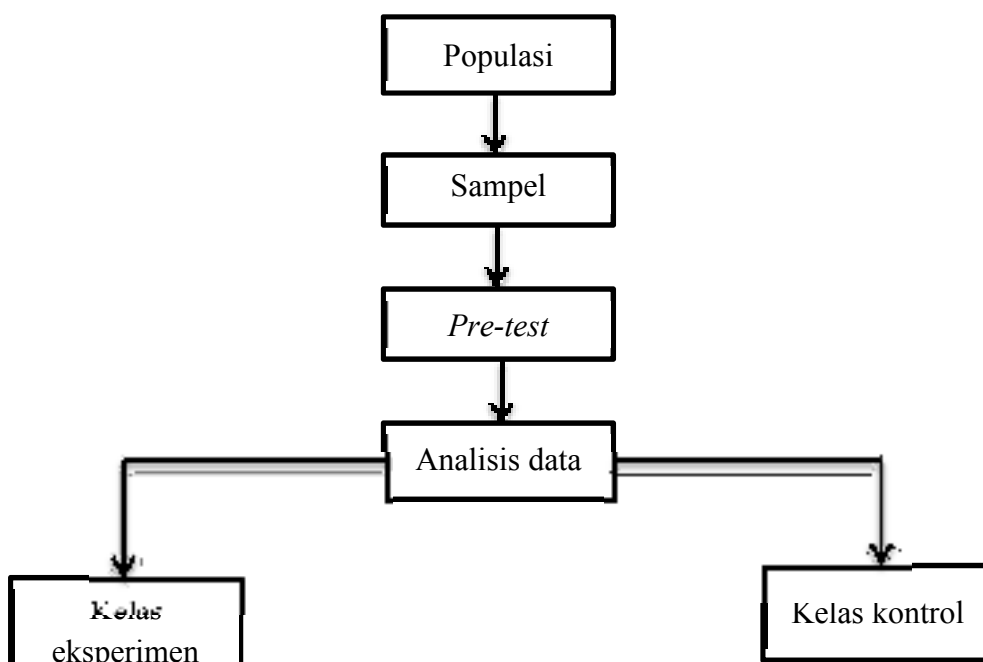 Populasi
Sampel
Pre-test
Analisis data
Kelas
eksperimen
Kelas kontrol